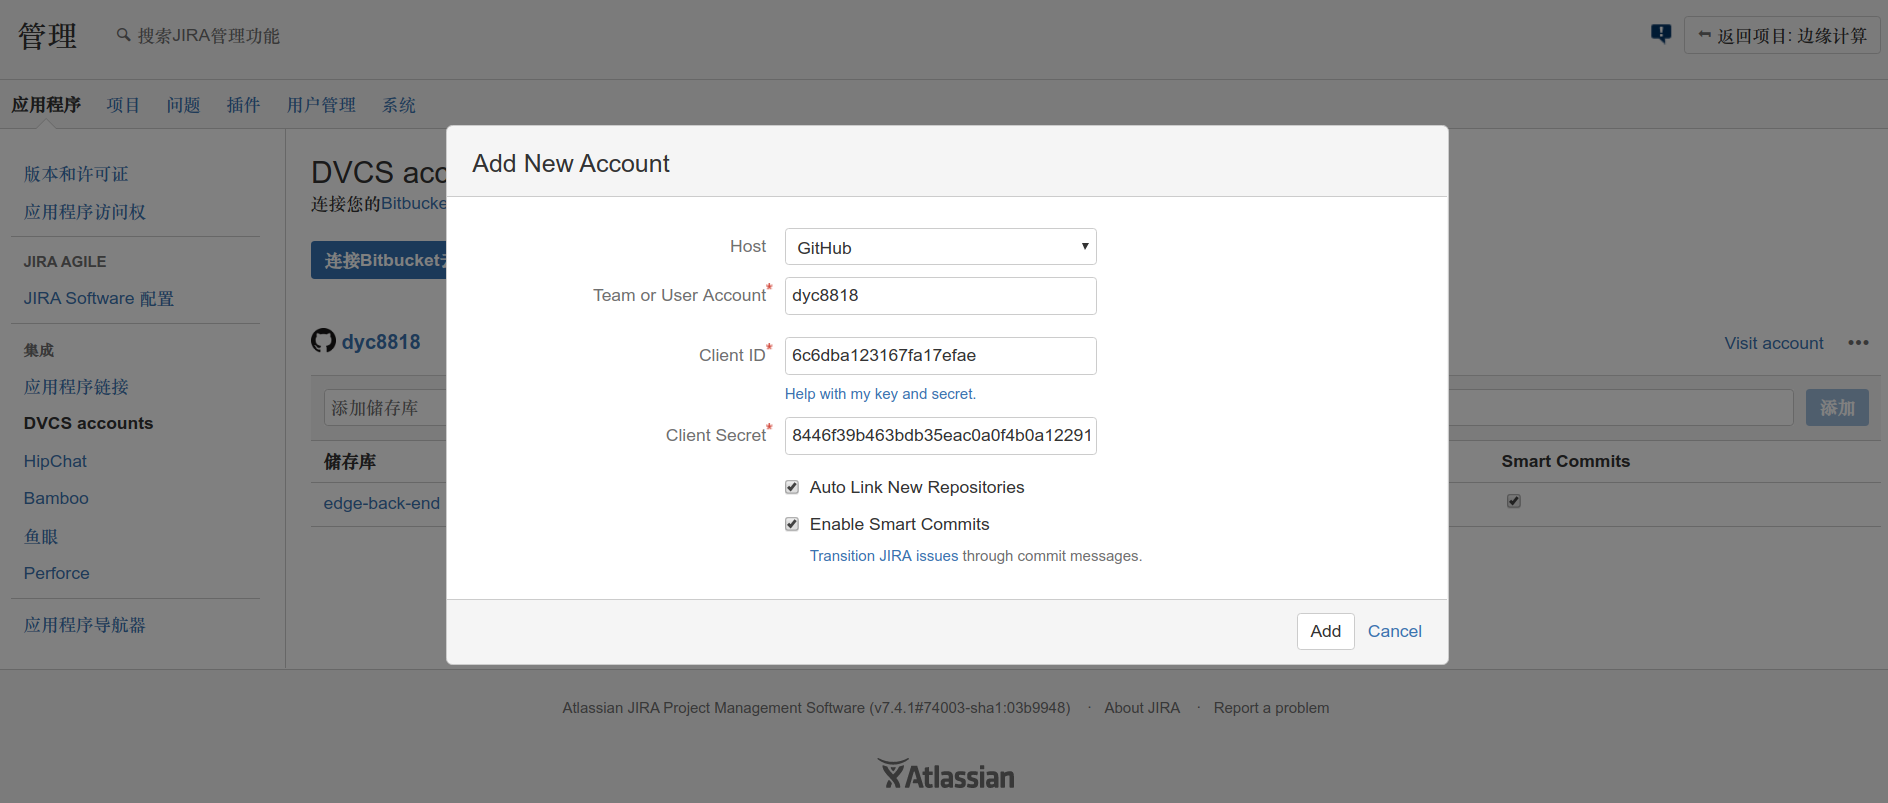 管理
搜索JIRA管理功能
返回项目: 边缘计算
应用程序 项目 问题 插件 用户管理 系统
版本和许可证
应用程序访问权
JIRA AGILE
JIRA Software 配置
集成
应用程序链接
DVCS accounts
HipChat
Bamboo
鱼眼
Perforce
应用程序导航器
DVCS acc
连接您的Bitbucke
连接Bitbucket
dyc8818
Visit account
添加储存库
添加
储存库
Smart Commits
edge-back-end
Add New Account
Host
GitHub
Team or User Account*
dyc8818
Client ID*
6c6dba123167fa17efae
Help with my key and secret.
Client Secret*
8446f39b463bdb35eac0a0f4b0a12291
Auto Link New Repositories
Enable Smart Commits
Transition JIRA issues through commit messages.
Add Cancel
Atlassian JIRA Project Management Software (v7.4.1#74003-sha1:03b9948) · About JIRA · Report a problem
Atlassian